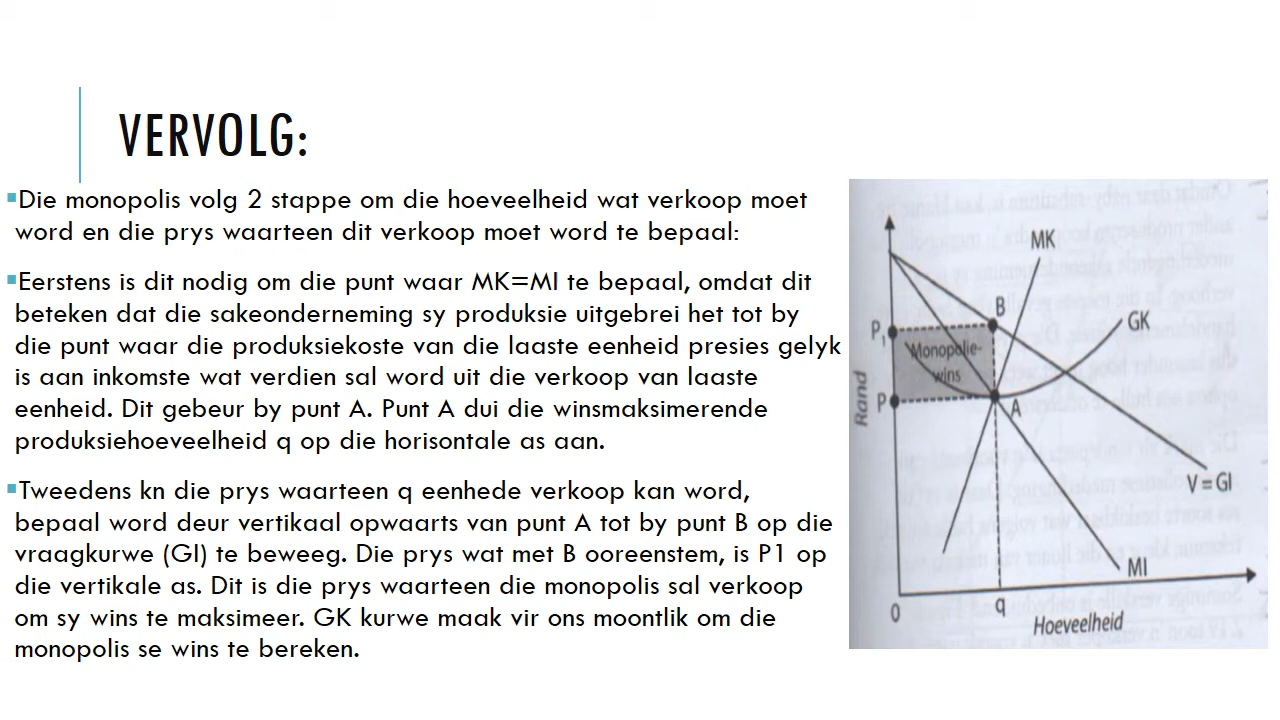 VERVOLG:
Die monopolis volg 2 stappe om die hoeveelheid wat verkoop moet
word en die prys waarteen dit verkoop moet word te bepaal:
Eerstens is dit nodig om die punt waar MK=MI te bepaal, omdat dit
beteken dat die sakeonderneming sy produksie uitgebrei het tot by
die punt waar die produksiekoste van die laaste eenheid presies gelyk
is aan inkomste wat verdien sal word uit die verkoop van laaste
eenheid. Dit gebeur by punt A. Punt A dui die winsmaksimerende
produksiehoeveelheid q op die horisontale as aan.
Tweedens kn die prys waarteen q eenhede verkoop kan word,
bepaal word deur vertikaal opwaarts van punt A tot by punt B op die
vraagkurwe (GI) te beweeg. Die prys wat met B ooreenstem, is P1 op
die vertikale as. Dit is die prys waarteen die monopolis sal verkoop
om sy wins te maksimeer. GK kurwe maak vir ons moontlik om die
monopolis se wins te bereken.
MK
B
GK
P1
Monopolie-
wins
P
A
Rand
V = GI
MI
0
q
Hoeveelheid